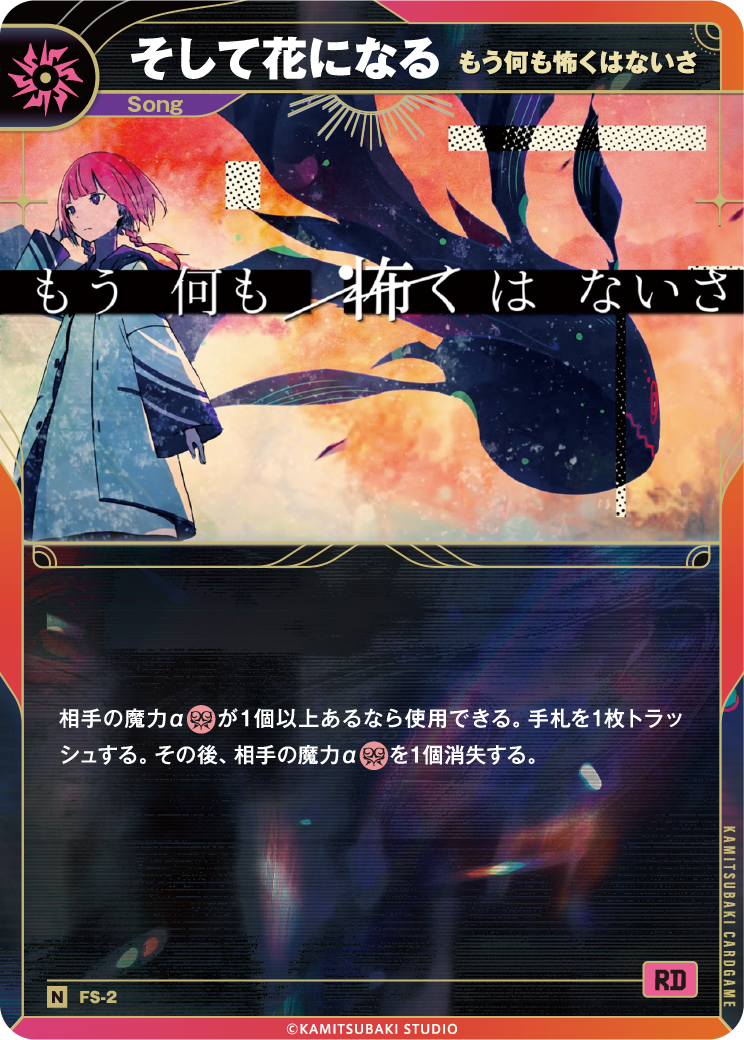 そして花になる もう何も怖くはないさ
Song
もう 何も 怖くは ないさ
相手の魔力αが1個以上あるなら使用できる。手札を1枚トラッ
シュする。その後、相手の魔力αを1個消失する。
KAMITSUBAKI CARDGAME
RD
N FS-2
©KAMITSUBAKI STUDIO